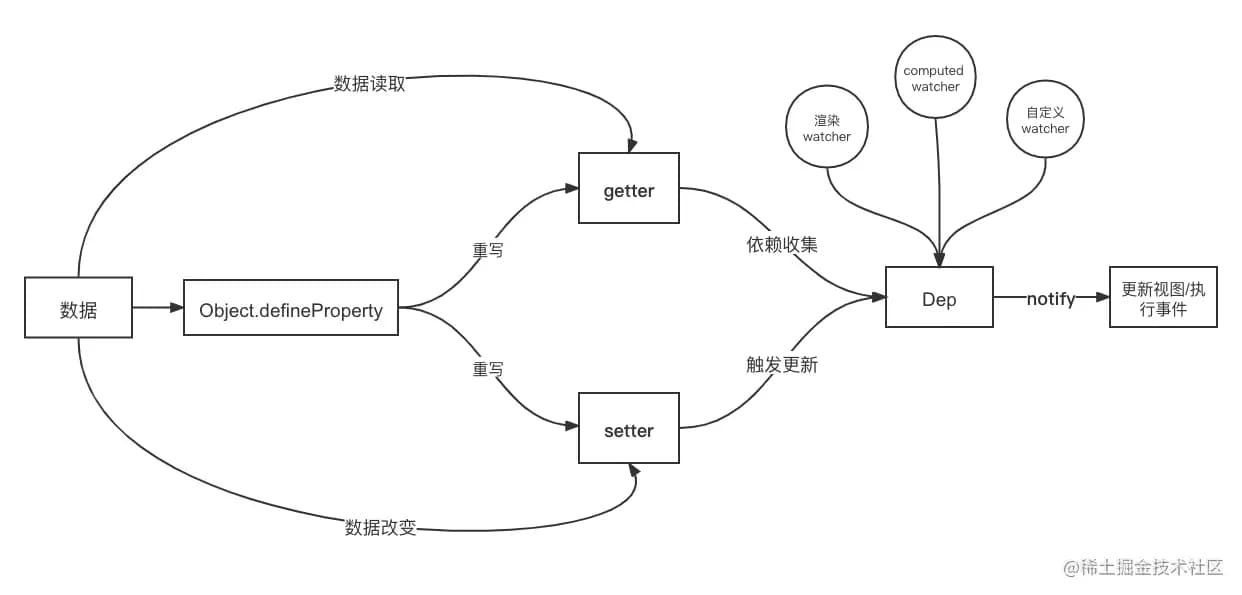 数据读取
computed
watcher
渲染
watcher
自定义
watcher
getter
重写
依赖收集
数据
Object.defineProperty
Dep
notify
更新视图/执
行事件
重写
触发更新
setter
数据改变
@稀土掘金技术社区